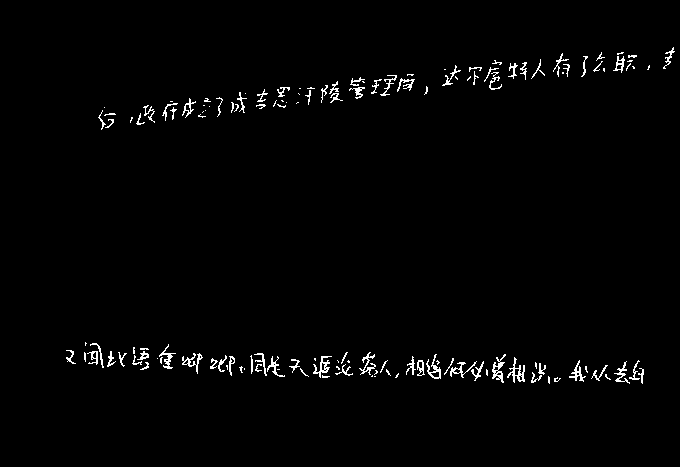 后，政府成立了成吉思汗陵管理所，达尔扈特人有了公职，
又闻此语重唧唧。同是天涯沦落人，相逢何必曾相识。我从去年